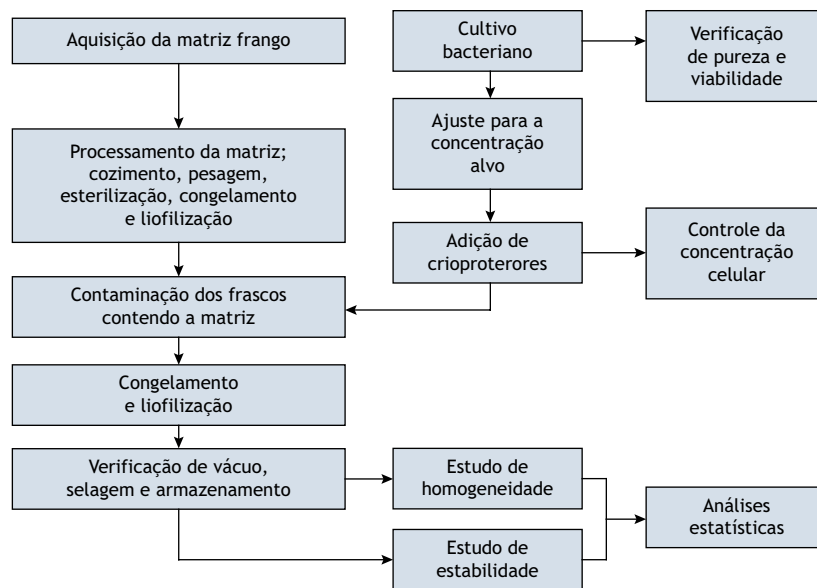 Aquisição da matriz frango
Processamento da matriz;
cozimento, pesagem,
esterilização, congelamento
e liofilização
Contaminação dos frascos
contendo a matriz
Congelamento
e liofilização
Verificação de vácuo,
selagem e armazenamento
Cultivo
bacteriano
Verificação
de pureza e
viabilidade
Ajuste para a
concentração
alvo
Adição de
crioproterores
Controle da
concentração
celular
Estudo de
homogeneidade
Estudo de
estabilidade
Análises
estatísticas